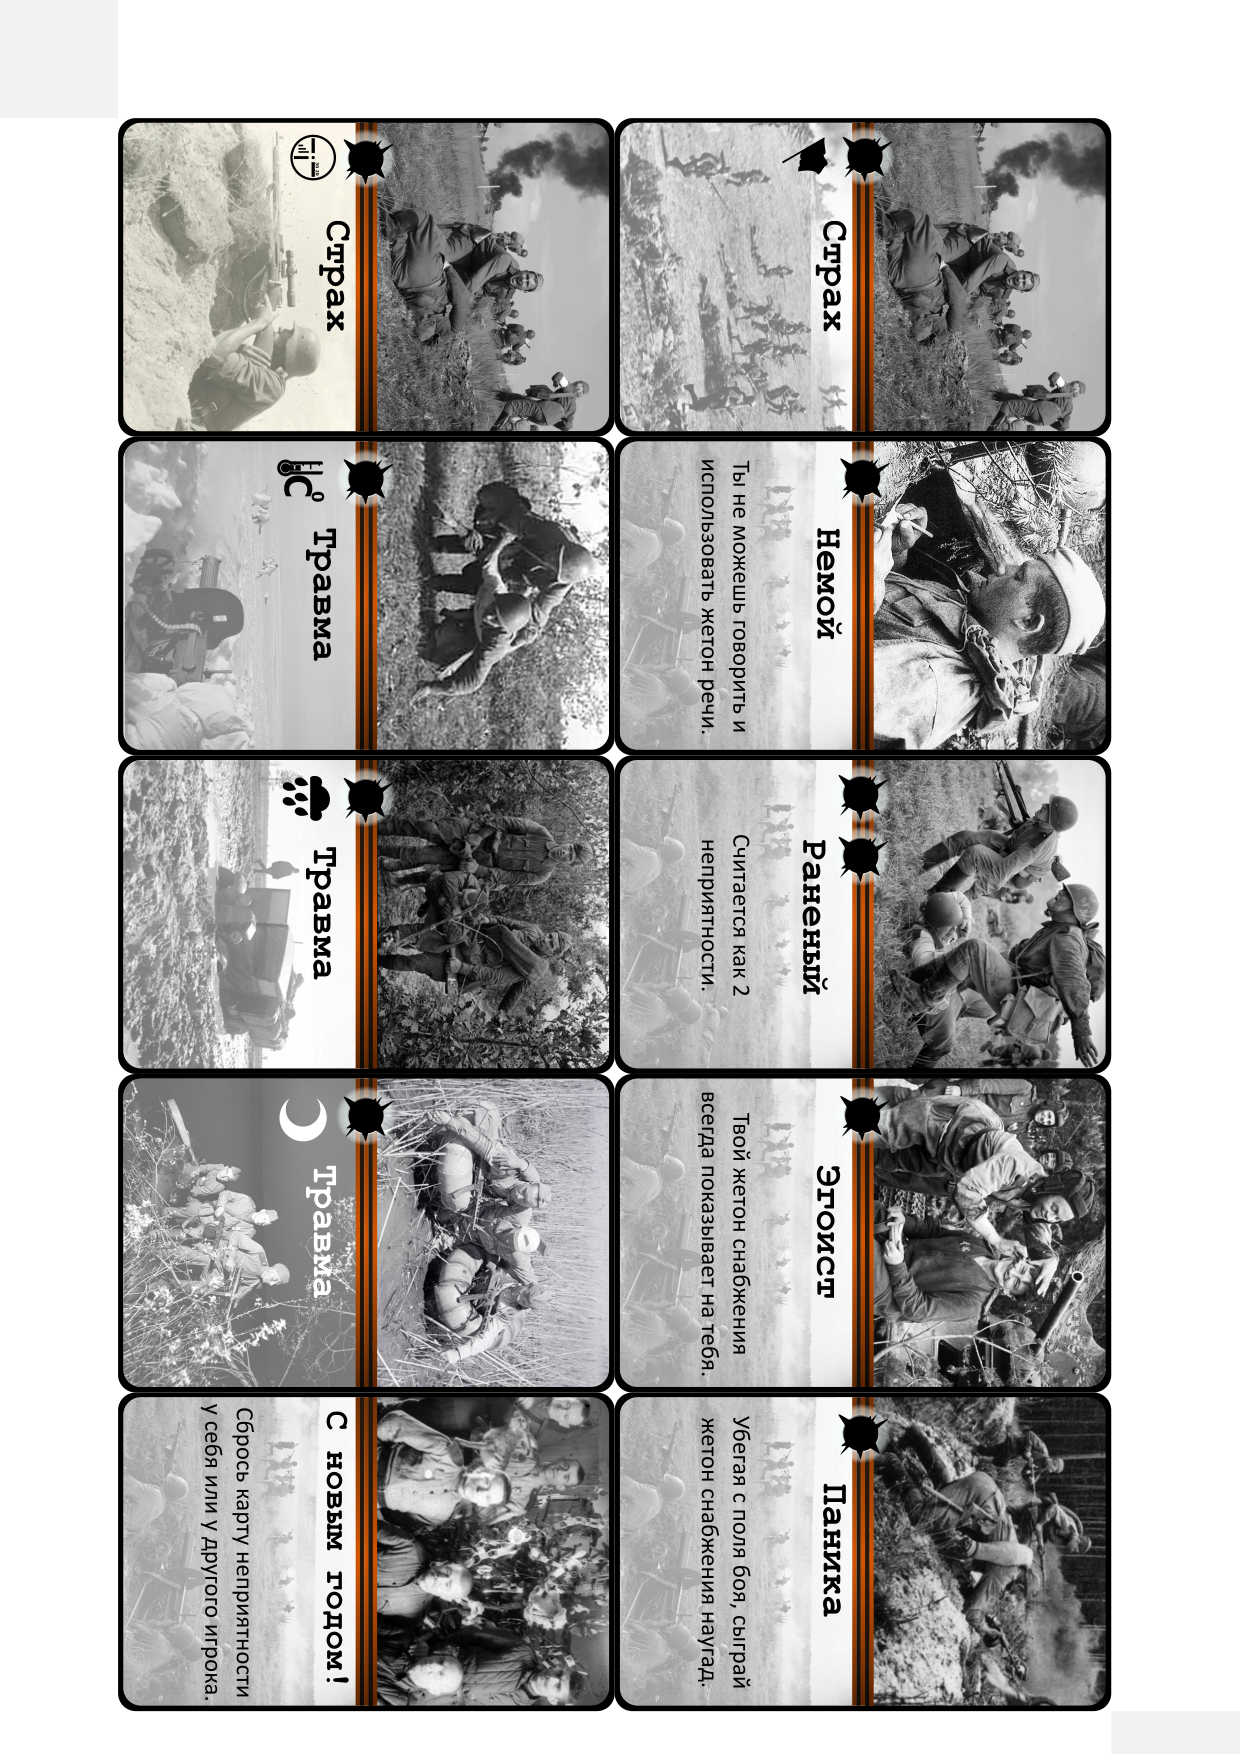 Страх
Страх
Травма
Немой
Ты не можешь говорить и
использовать жетон речи.
Травма
Раненый
Считается как 2
неприятности.
Травма
Эгоист
Твой жетон снабжения
всегда показывает на тебя.
С новым годом!
Сбрось карту неприятности
у себя или у другого игрока.
Паника
Убегая с поля боя, сыграй
жетон снабжения наугад.